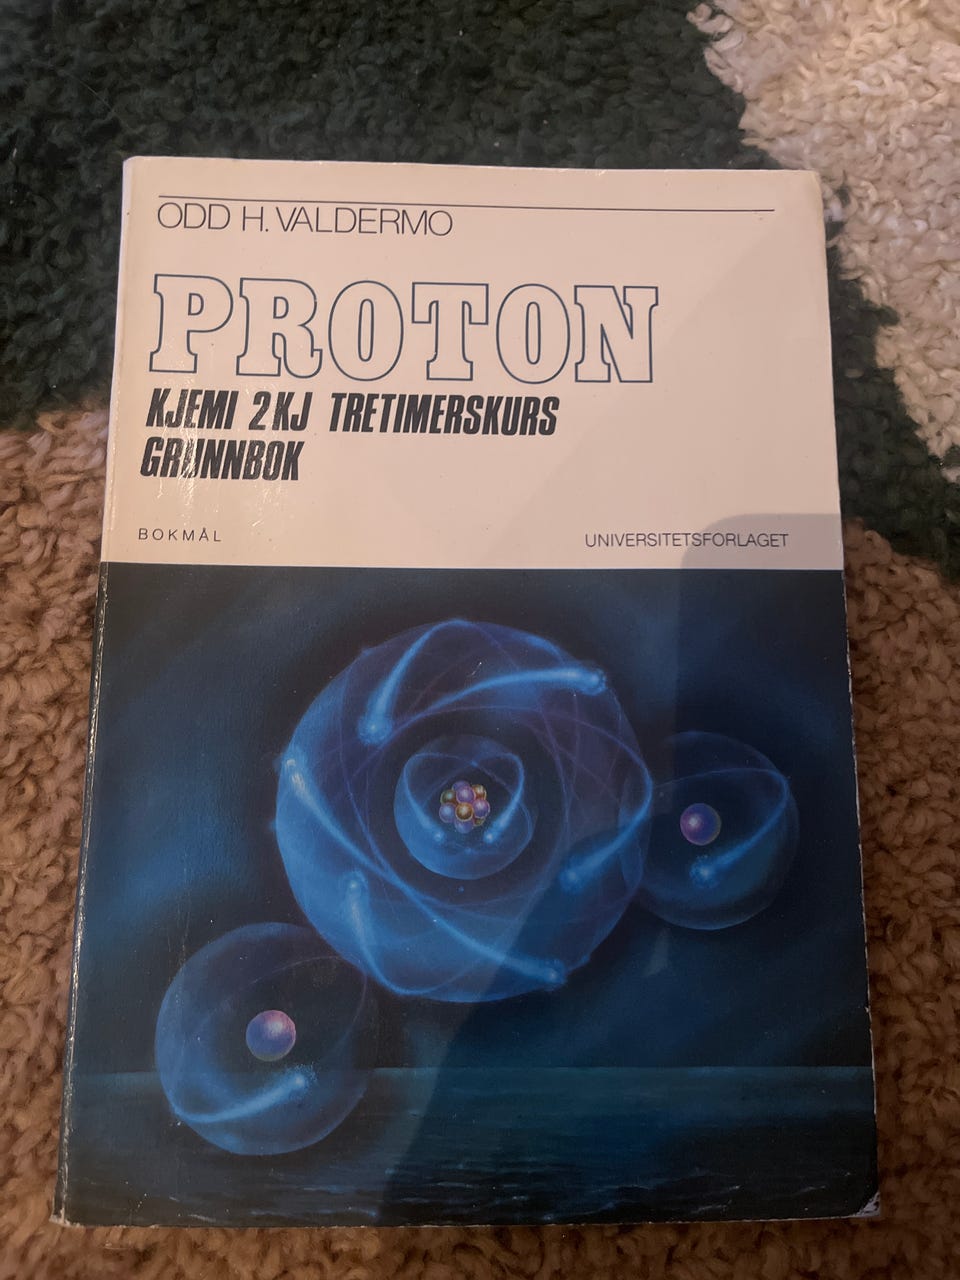 ODD H. VALDERMO
PROTON
KJEMI 2KJ TRETIMERSKURS
GRUNNBOK
BOKMÅL
UNIVERSITETSFORLAGET